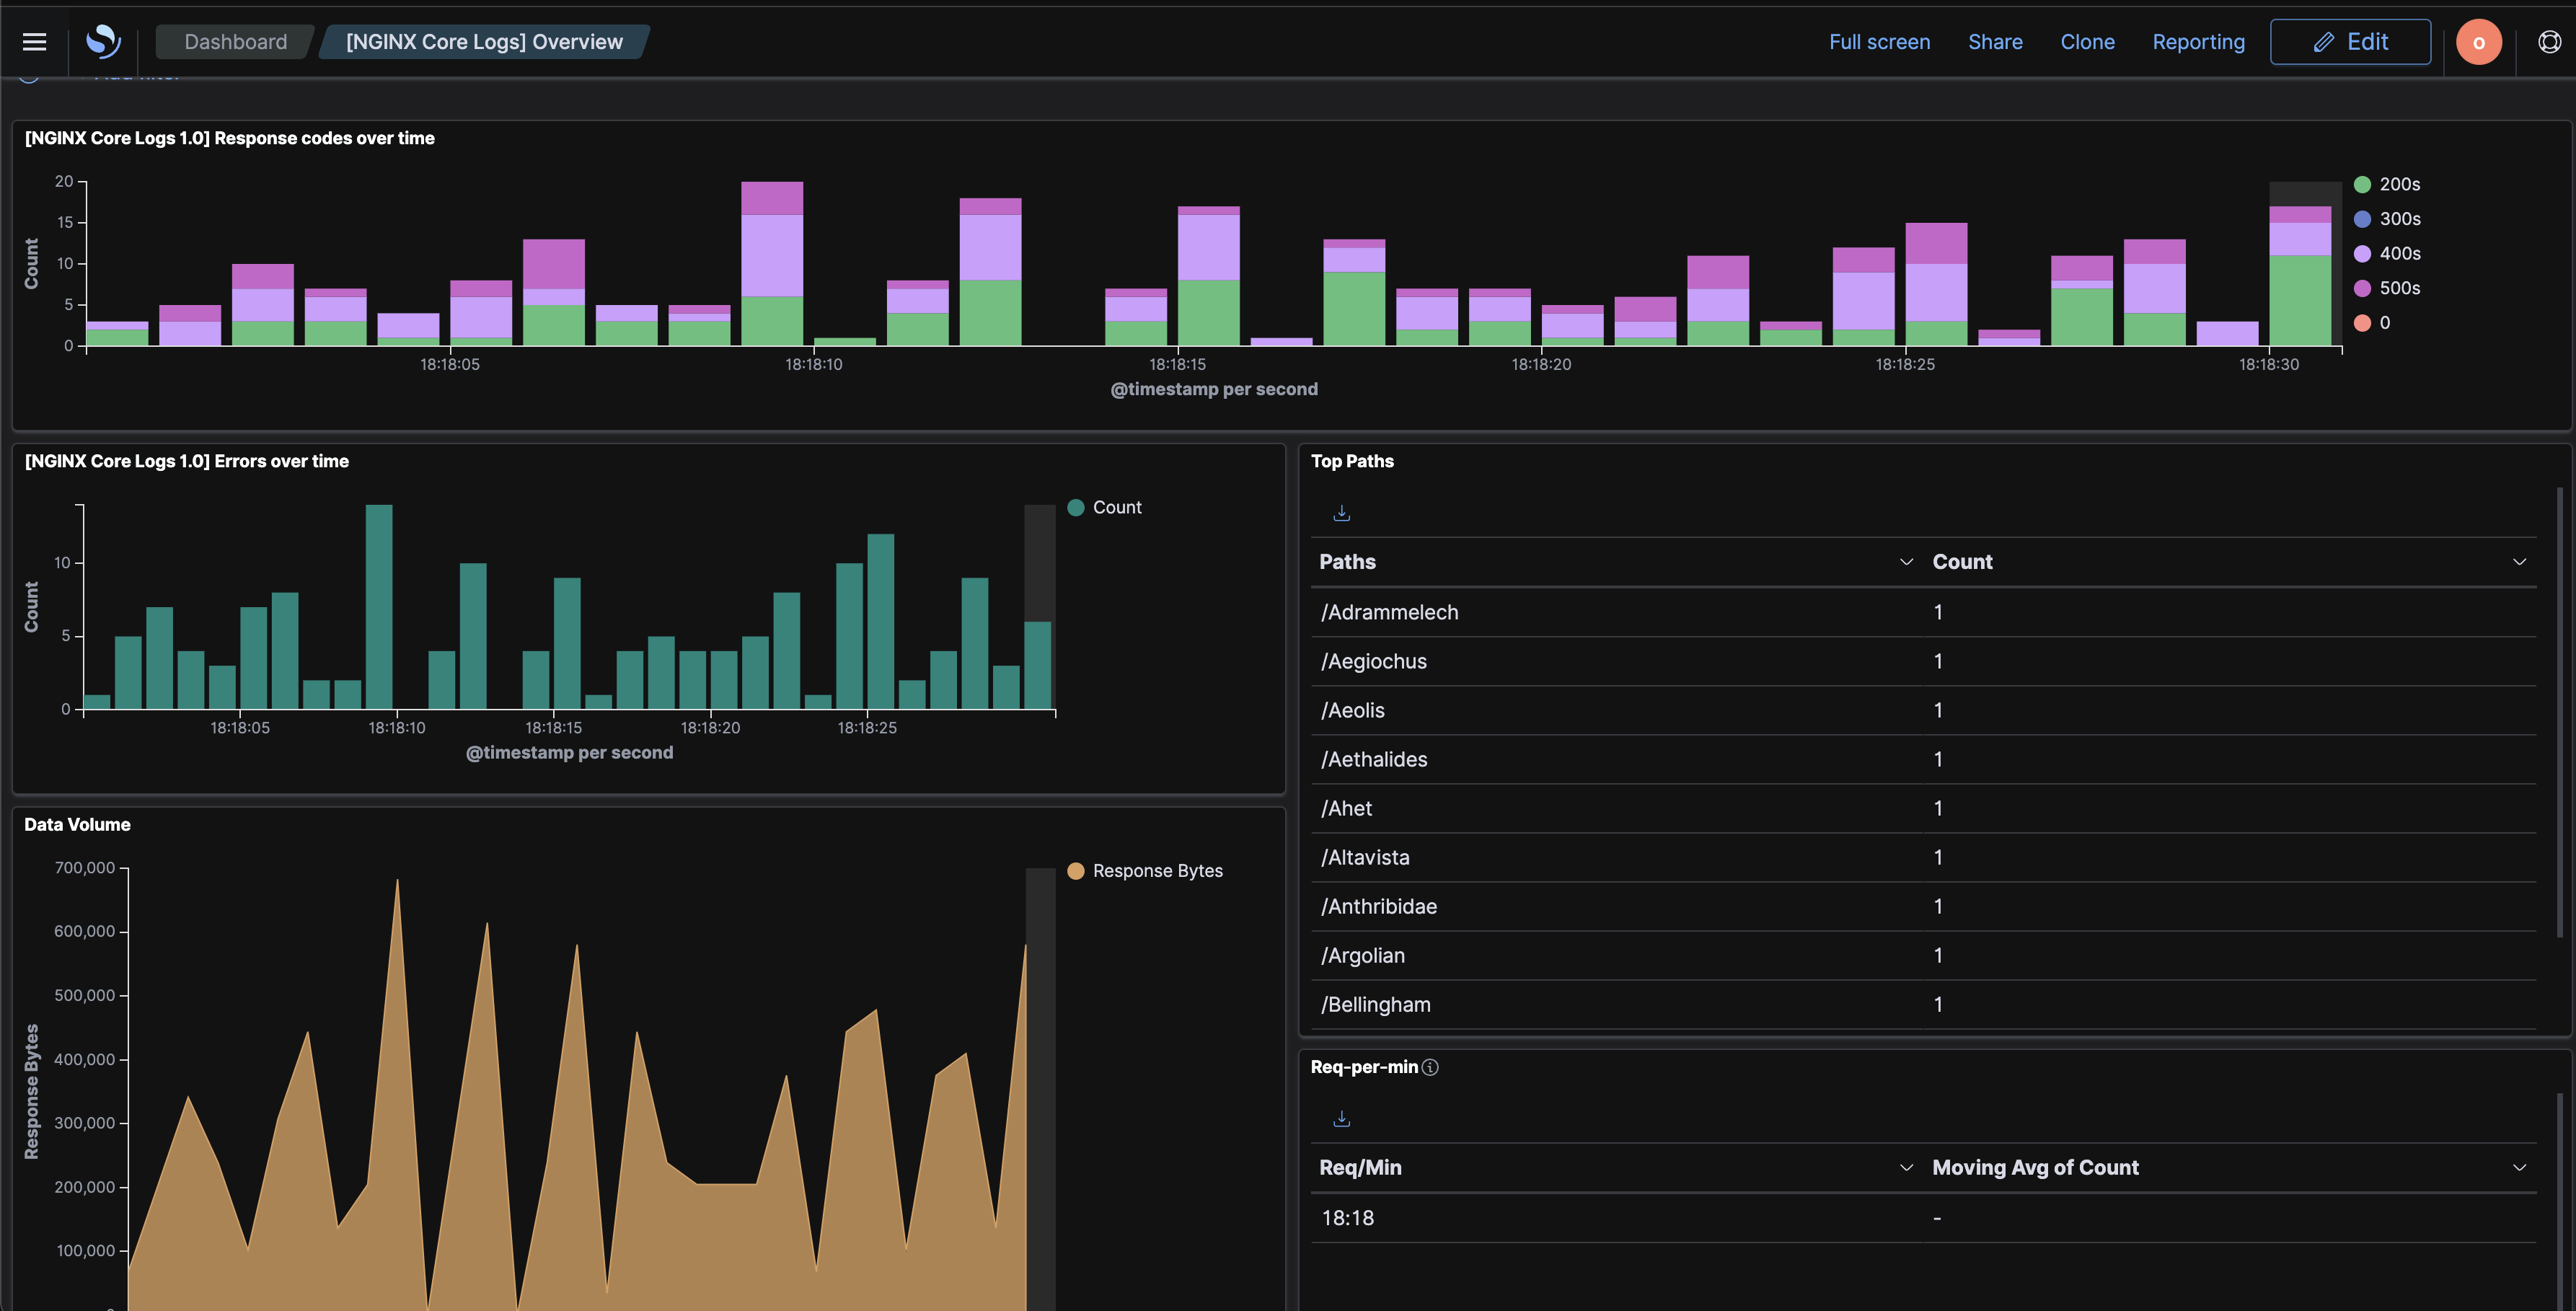 Dashboard
[NGINX Core Logs] Overview
Full screen
Share
Clone
Reporting
Edit
o
[NGINX Core Logs 1.0] Response codes over time
20
15
10
5
0
Count
18:18:05
18:18:10
18:18:15
18:18:20
18:18:25
18:18:30
@timestamp per second
200s
300s
400s
500s
0
[NGINX Core Logs 1.0] Errors over time
10
5
0
Count
18:18:05
18:18:10
18:18:15
18:18:20
18:18:25
@timestamp per second
Count
Top Paths
Paths
Count
/Adrammelech 1
/Aegiochus 1
/Aeolis 1
/Aethalides 1
/Ahet 1
/Altavista 1
/Anthribidae 1
/Argolian 1
/Bellingham 1
Data Volume
700,000
600,000
500,000
400,000
300,000
200,000
100,000
Response Bytes
Response Bytes
Req-per-min
Req/Min
Moving Avg of Count
18:18 -